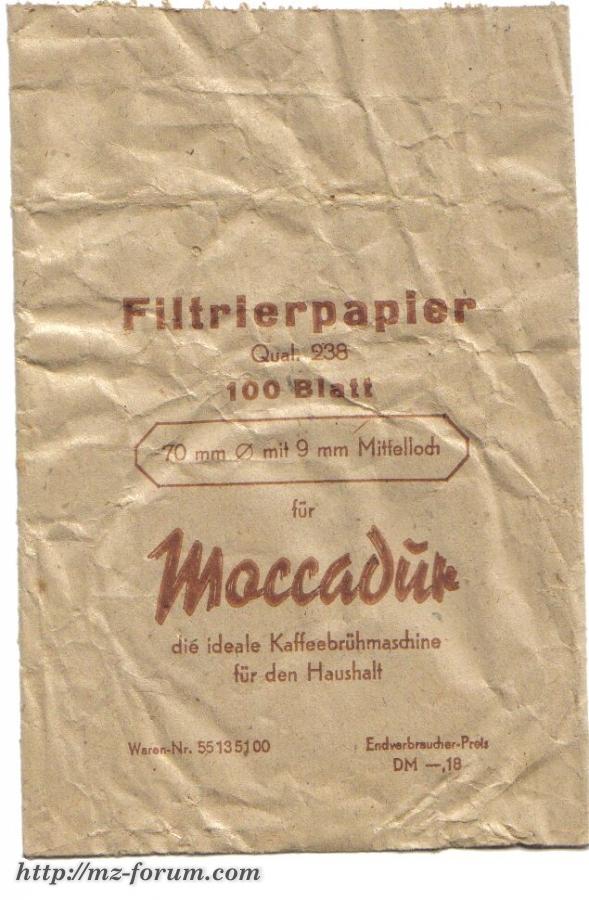 Filtrierpapier
Qual. 238
100 Blatt
70 mm Ø mit 9 mm Mittelloch
für
Moccadur
die ideale Kaffeebrühmaschine
für den Haushalt
Waren-Nr. 55135100
Endverbraucher-Preis
DM —,18
http://mz-forum.com